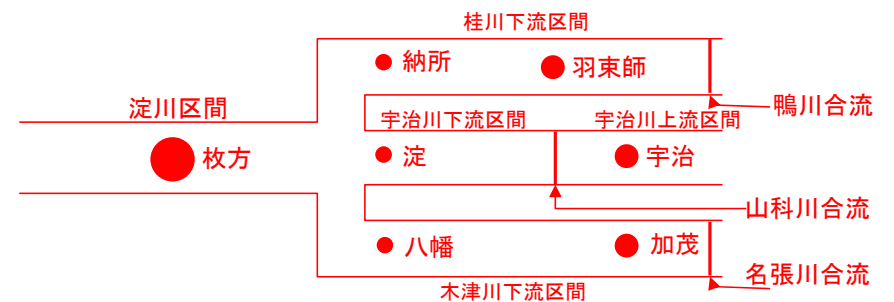 桂川下流区間
納所
羽束師
淀川区間
鴨川合流
宇治川下流区間
宇治川上流区間
枚方
淀
宇治
山科川合流
八幡
加茂
名張川合流
木津川下流区間